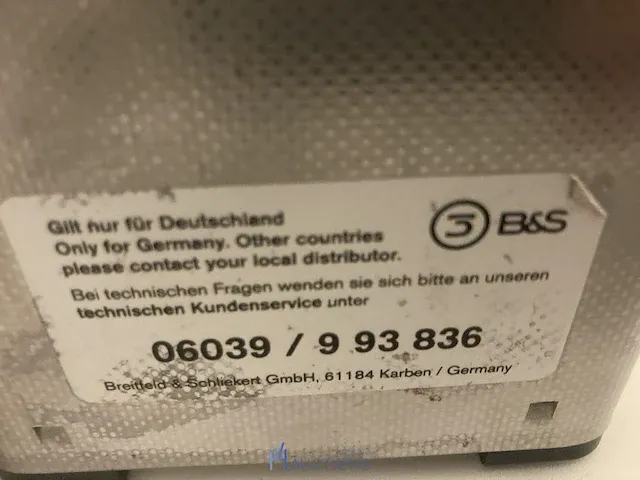 Gilt nur für Deutschland
Only for Germany. Other countries
please contact your local distributor.
B&S
Bei technischen Fragen wenden sie sich bitte an unseren
technischen Kundenservice unter
06039 / 9 93 836
Breitfeld & Schliekert GmbH, 61184 Karben / Germany